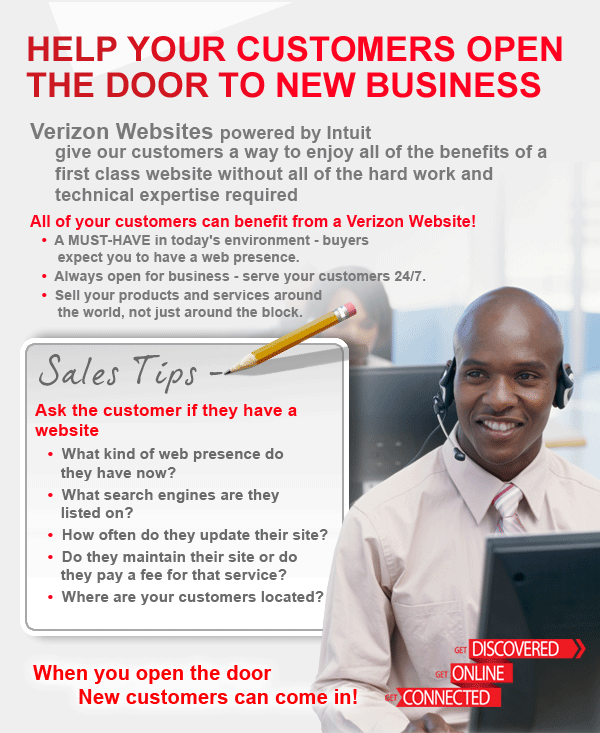 HELP YOUR CUSTOMERS OPEN
THE DOOR TO NEW BUSINESS
Verizon Websites powered by Intuit
give our customers a way to enjoy all of the benefits of a
first class website without all of the hard work and
technical expertise required
All of your customers can benefit from a Verizon Website!
• A MUST-HAVE in today's environment - buyers
expect you to have a web presence.
• Always open for business - serve your customers 24/7.
• Sell your products and services around
the world, not just around the block.
Sales Tips -
Ask the customer if they have a
website
• What kind of web presence do
they have now?
• What search engines are they
listed on?
• How often do they update their site?
• Do they maintain their site or do
they pay a fee for that service?
• Where are your customers located?
When you open the door
New customers can come in!
GET DISCOVERED
GET ONLINE
GET CONNECTED